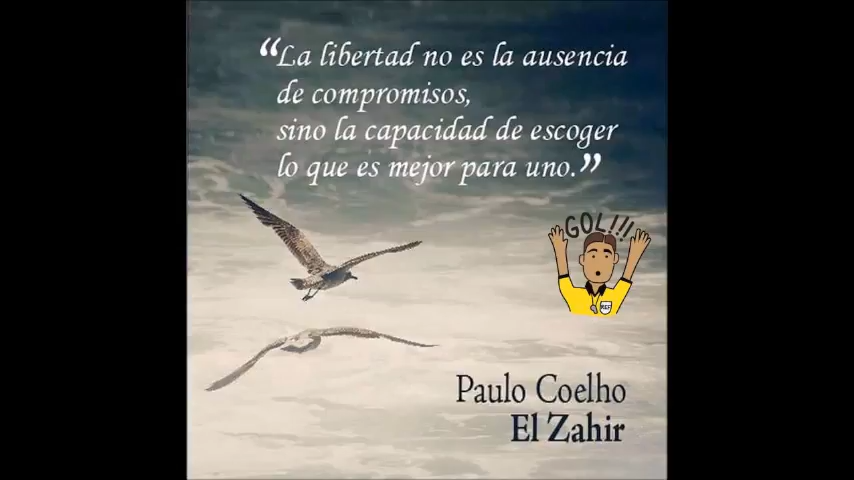 “La libertad no es la ausencia
de compromisos,
sino la capacidad de escoger
lo que es mejor para uno.”
GOL!!!
REF
Paulo Coelho
El Zahir